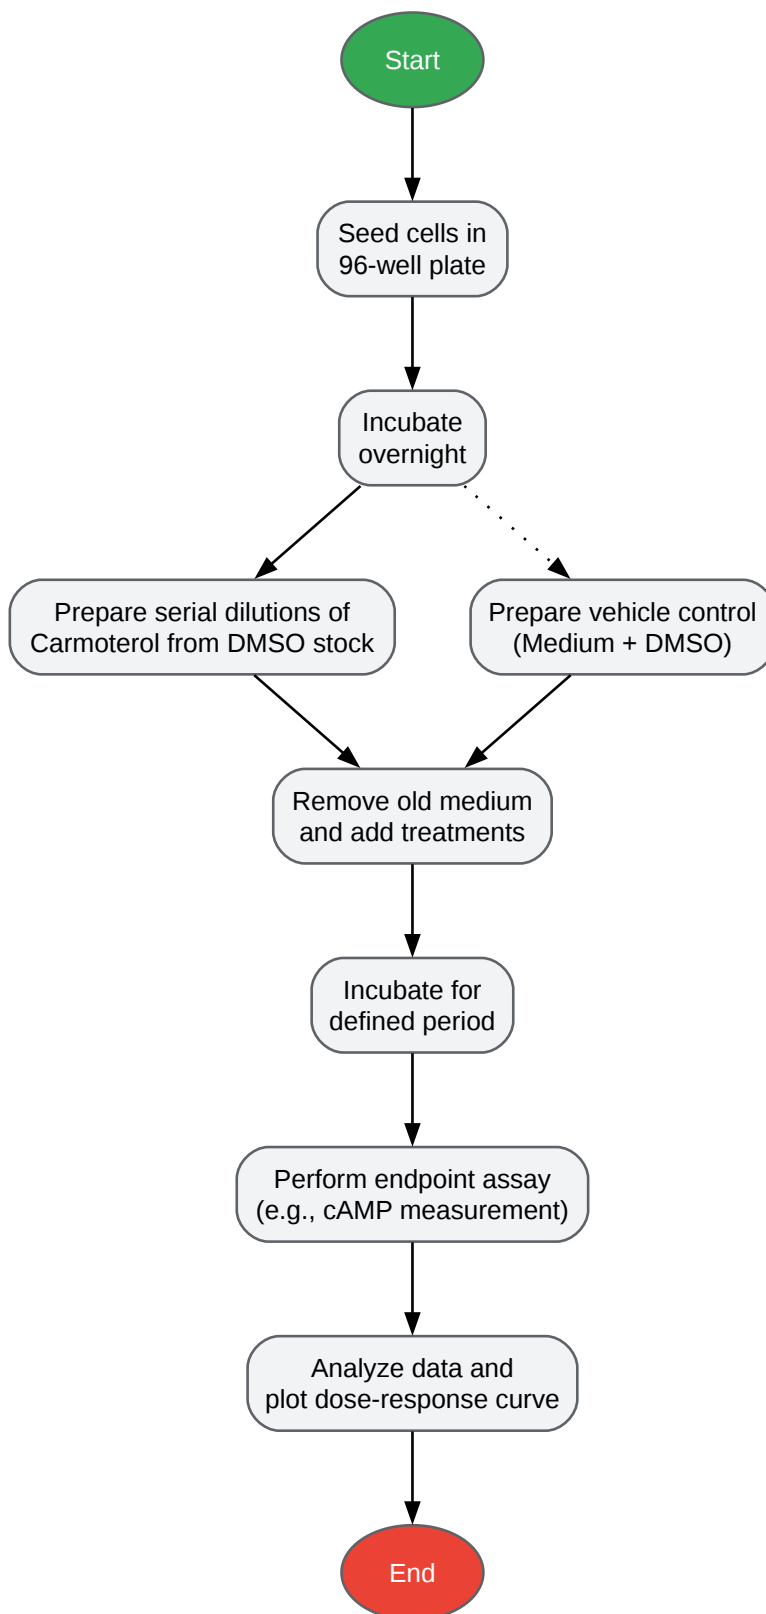 Start
Seed cells in
96-well plate
Incubate
overnight
Prepare serial dilutions of
Carmoterol from DMSO stock
Prepare vehicle control
(Medium + DMSO)
Remove old medium
and add treatments
Incubate for
defined period
Perform endpoint assay
(e.g., cAMP measurement)
Analyze data and
plot dose-response curve
End